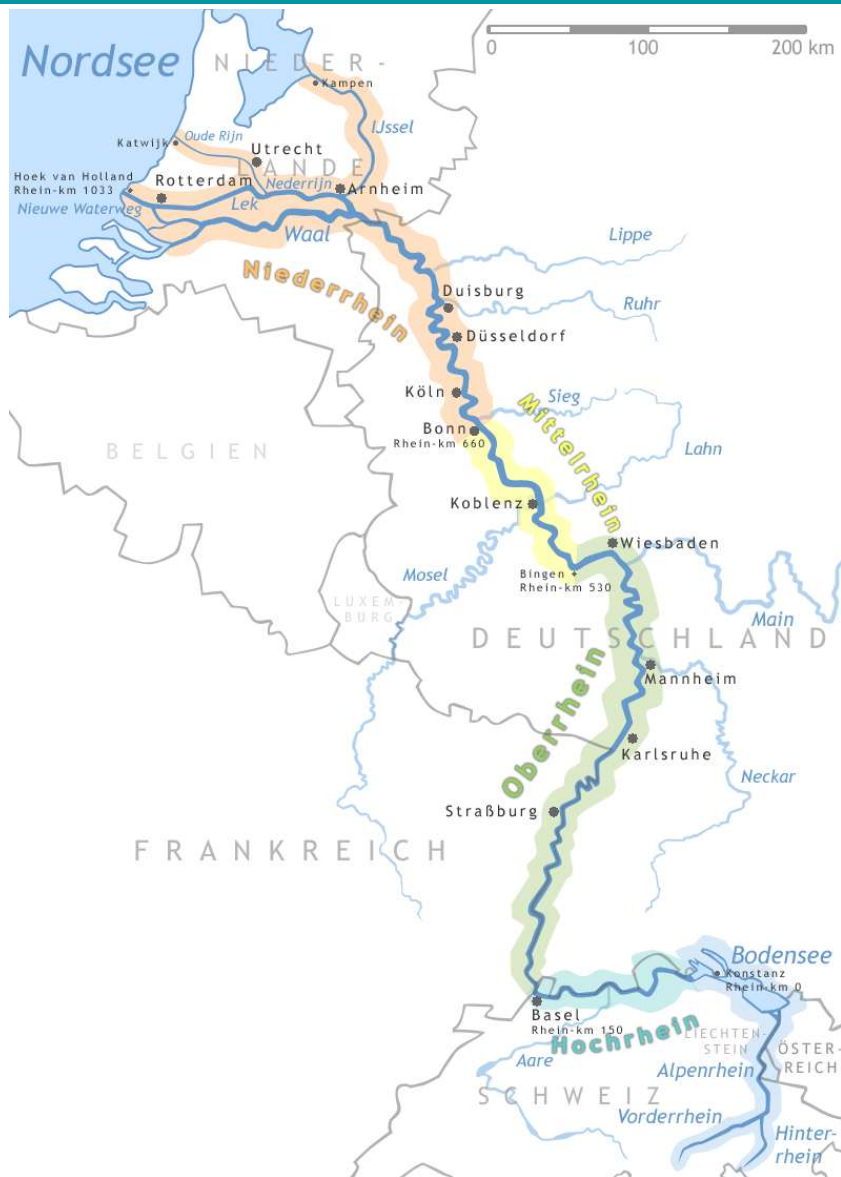 Nordsee
NIEDER-
0 100 200 km
Kampen
IJssel
Katwijk
Oude Rijn
Utrecht
LANDE
Hoek van Holland
Rhein-km 1033
Rotterdam
Nederrijn
Arnheim
Nieuwe Waterweg
Lek
Waal
Lippe
Niederrhein
Duisburg
Ruhr
Düsseldorf
Köln
Sieg
Mittelrhein
Bonn
Rhein-km 660
BELGIEN
Lahn
Koblenz
Wiesbaden
Mosel
Bingen
Rhein-km 530
LUXEM-
BURG
Main
DEUTSCHLAND
Oberrhein
Mannheim
Karlsruhe
Neckar
Straßburg
FRANKREICH
Bodensee
Konstanz
Rhein-km 0
Basel
Rhein-km 150
Hochrhein
LIECHTEN-
STEIN
ÖSTER-
REICH
Aare
Alpenrhein
SCHWEIZ
Vorderrhein
Hinter-
rhein